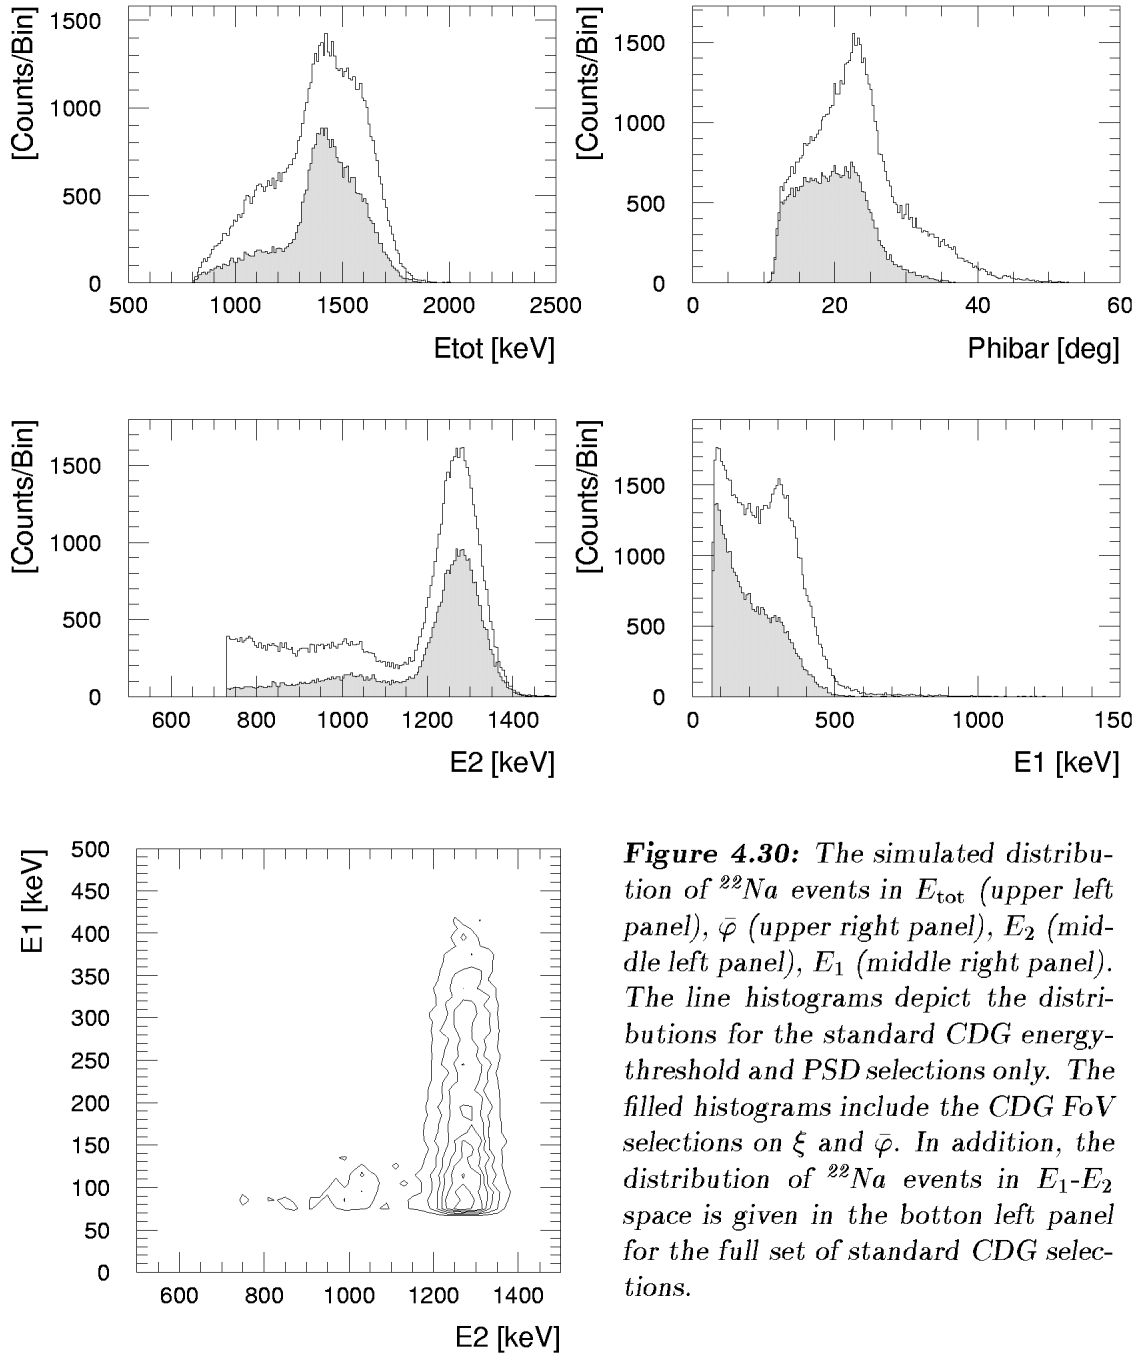 [Counts/Bin]
1500
1000
500
0
500 1000 1500 2000 2500
Etot [keV]
[Counts/Bin]
1500
1000
500
0
0 20 40 60
Phibar [deg]
[Counts/Bin]
1500
1000
500
0
600 800 1000 1200 1400
E2 [keV]
[Counts/Bin]
1500
1000
500
0
0 500 1000 150
E1 [keV]
E1 [keV]
500
450
400
350
300
250
200
150
100
50
0
600 800 1000 1200 1400
E2 [keV]
Figure 4.30: The simulated distribu-
tion of ²²Na events in E_tot (upper left
panel), φ̄ (upper right panel), E₂ (mid-
dle left panel), E₁ (middle right panel).
The line histograms depict the distri-
butions for the standard CDG energy-
threshold and PSD selections only. The
filled histograms include the CDG FoV
selections on ξ and φ̄. In addition, the
distribution of ²²Na events in E₁-E₂
space is given in the botton left panel
for the full set of standard CDG selec-
tions.